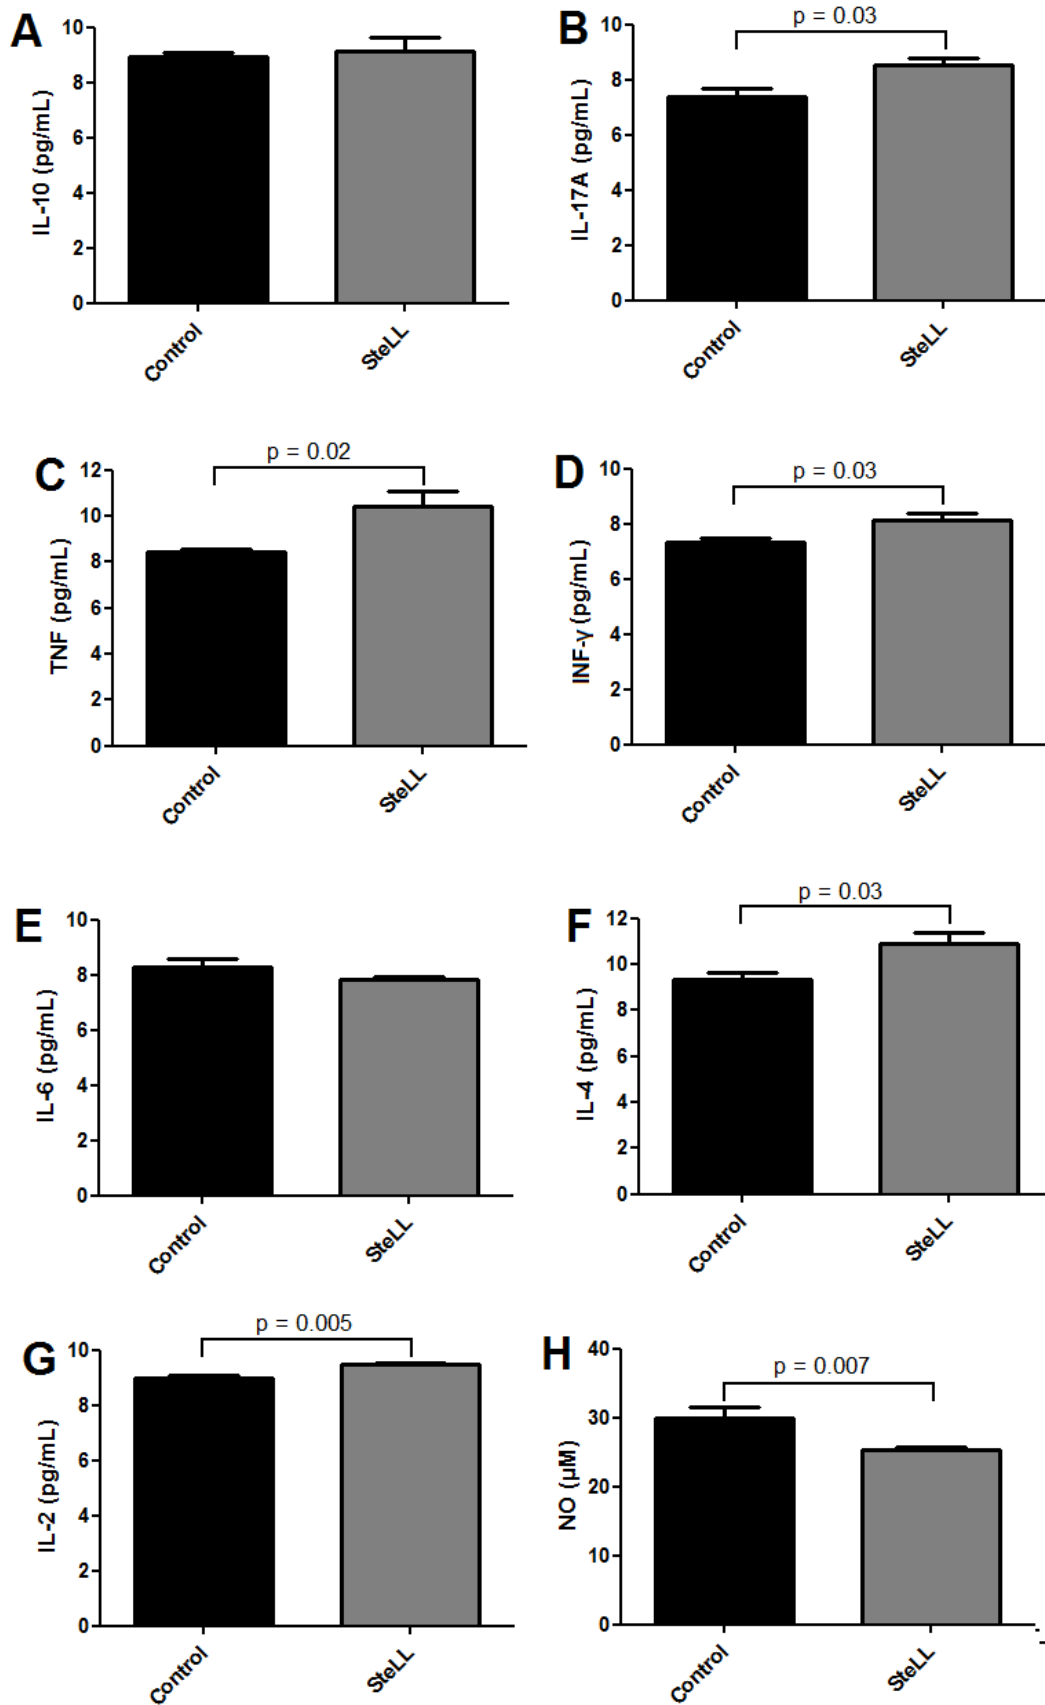 A
IL-10 (pg/mL)
10
8
6
4
2
0
Control
SteLL
B
p = 0.03
IL-17A (pg/mL)
10
8
6
4
2
0
Control
SteLL
C
p = 0.02
TNF (pg/mL)
12
10
8
6
4
2
0
Control
SteLL
D
p = 0.03
INF-γ (pg/mL)
10
8
6
4
2
0
Control
SteLL
E
IL-6 (pg/mL)
10
8
6
4
2
0
Control
SteLL
F
p = 0.03
IL-4 (pg/mL)
12
10
8
6
4
2
0
Control
SteLL
G
p = 0.005
IL-2 (pg/mL)
10
8
6
4
2
0
Control
SteLL
H
p = 0.007
NO (µM)
40
30
20
10
0
Control
SteLL